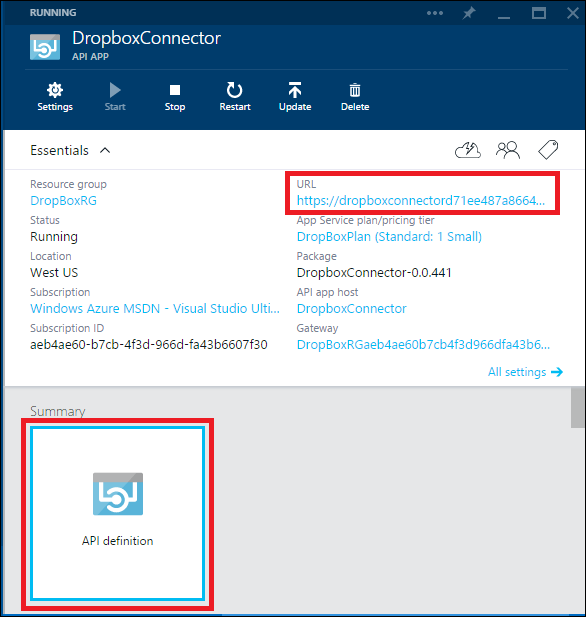 RUNNING
DropboxConnector
API APP
Settings
Start
Stop
Restart
Update
Delete
Essentials
Resource group
DropBoxRG
URL
https://dropboxconnectord71ee487a8664...
Status
Running
App Service plan/pricing tier
DropBoxPlan (Standard: 1 Small)
Location
West US
Package
DropboxConnector-0.0.441
Subscription
Windows Azure MSDN - Visual Studio Ulti...
API app host
DropboxConnector
Subscription ID
aeb4ae60-b7cb-4f3d-966d-fa43b6607f30
Gateway
DropBoxRGaeb4ae60b7cb4f3d966dfa43b6...
All settings
Summary
API definition